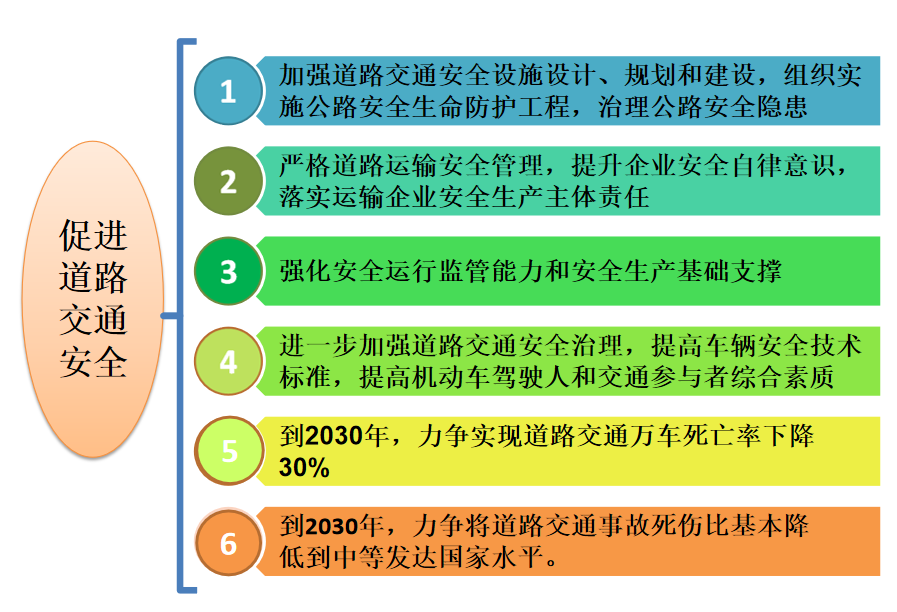 促进
道路
交通
安全
1
加强道路交通安全设施设计、规划和建设，组织实
施公路安全生命防护工程，治理公路安全隐患
2
严格道路运输安全管理，提升企业安全自律意识，
落实运输企业安全生产主体责任
3
强化安全运行监管能力和安全生产基础支撑
4
进一步加强道路交通安全治理，提高车辆安全技术
标准，提高机动车驾驶人和交通参与者综合素质
5
到2030年，力争实现道路交通万车死亡率下降
30%
6
到2030年，力争将道路交通事故死伤比基本降
低到中等发达国家水平。